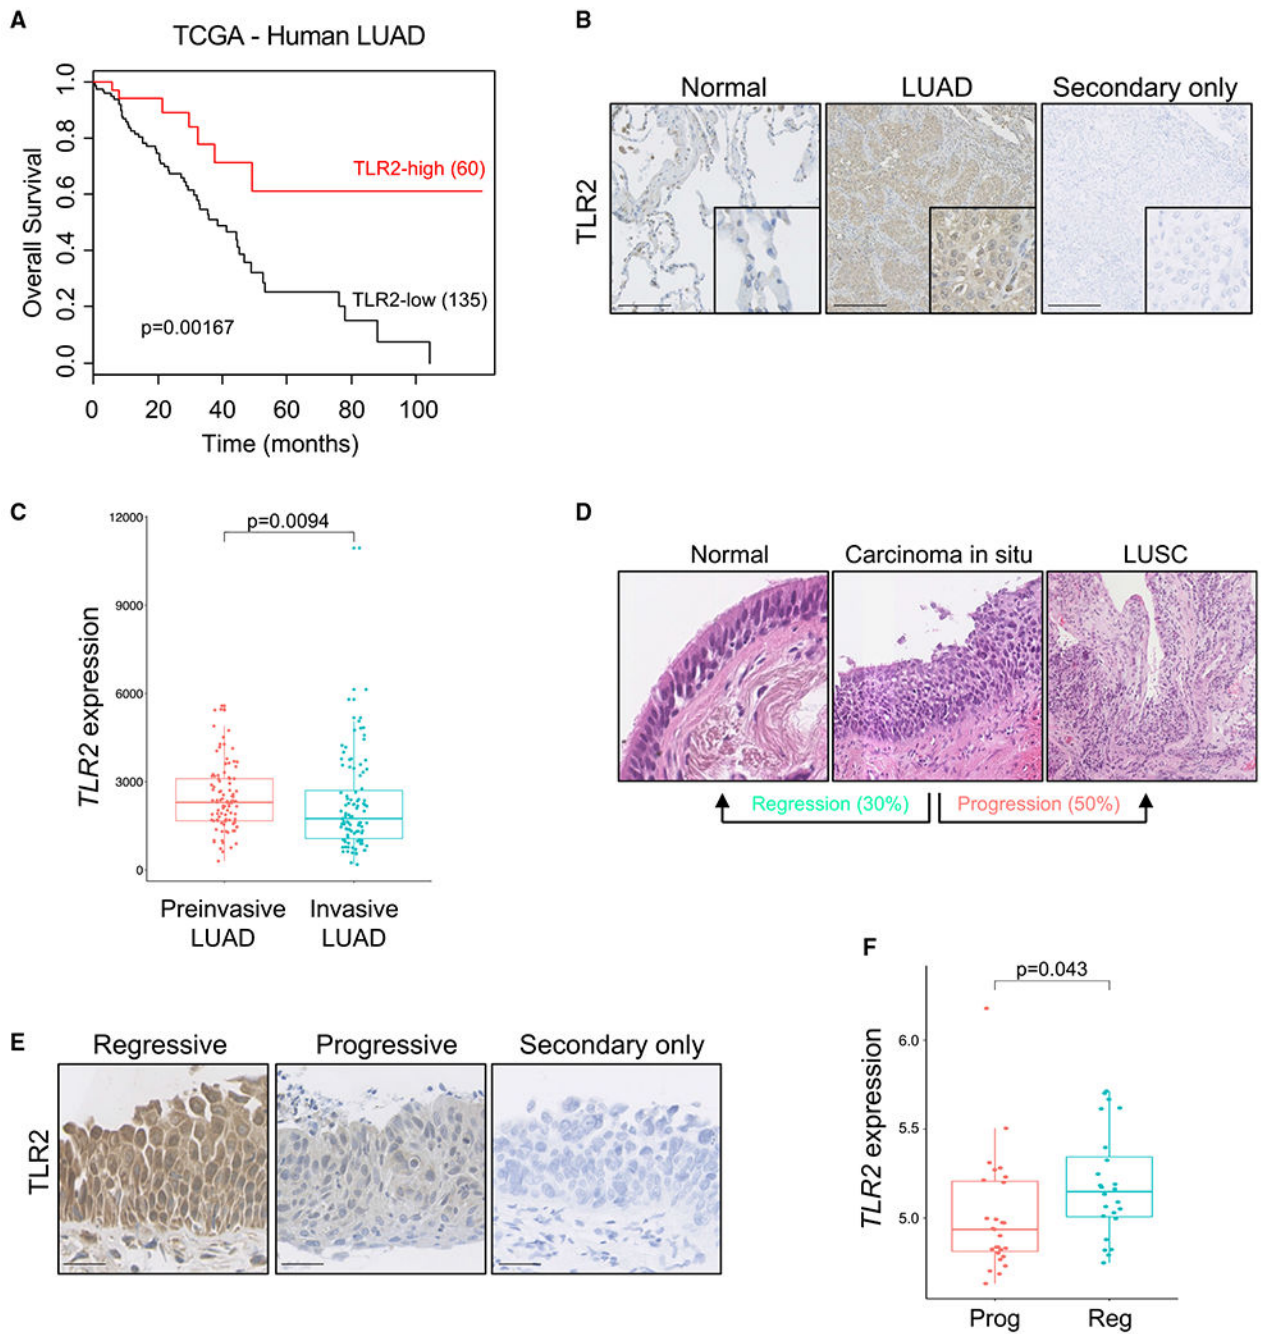 A
TCGA - Human LUAD
1.0
0.8
0.6
0.4
0.2
0.0
Overall Survival
TLR2-high (60)
TLR2-low (135)
p=0.00167
0 20 40 60 80 100
Time (months)
B
Normal LUAD Secondary only
TLR2
C
12000
9000
6000
3000
0
TLR2 expression
p=0.0094
Preinvasive LUAD
Invasive LUAD
D
Normal Carcinoma in situ LUSC
Regression (30%) Progression (50%)
E
Regressive Progressive Secondary only
TLR2
F
p=0.043
6.0
5.5
5.0
TLR2 expression
Prog Reg